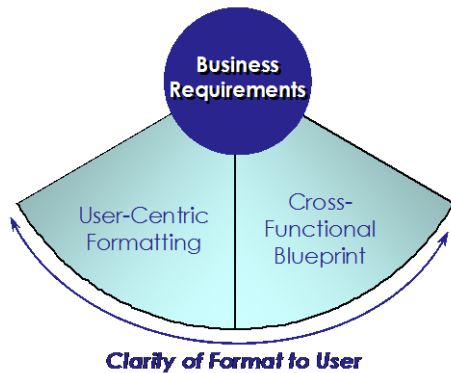 Business
Requirements
User-Centric
Formatting
Cross-
Functional
Blueprint
Clarity of Format to User